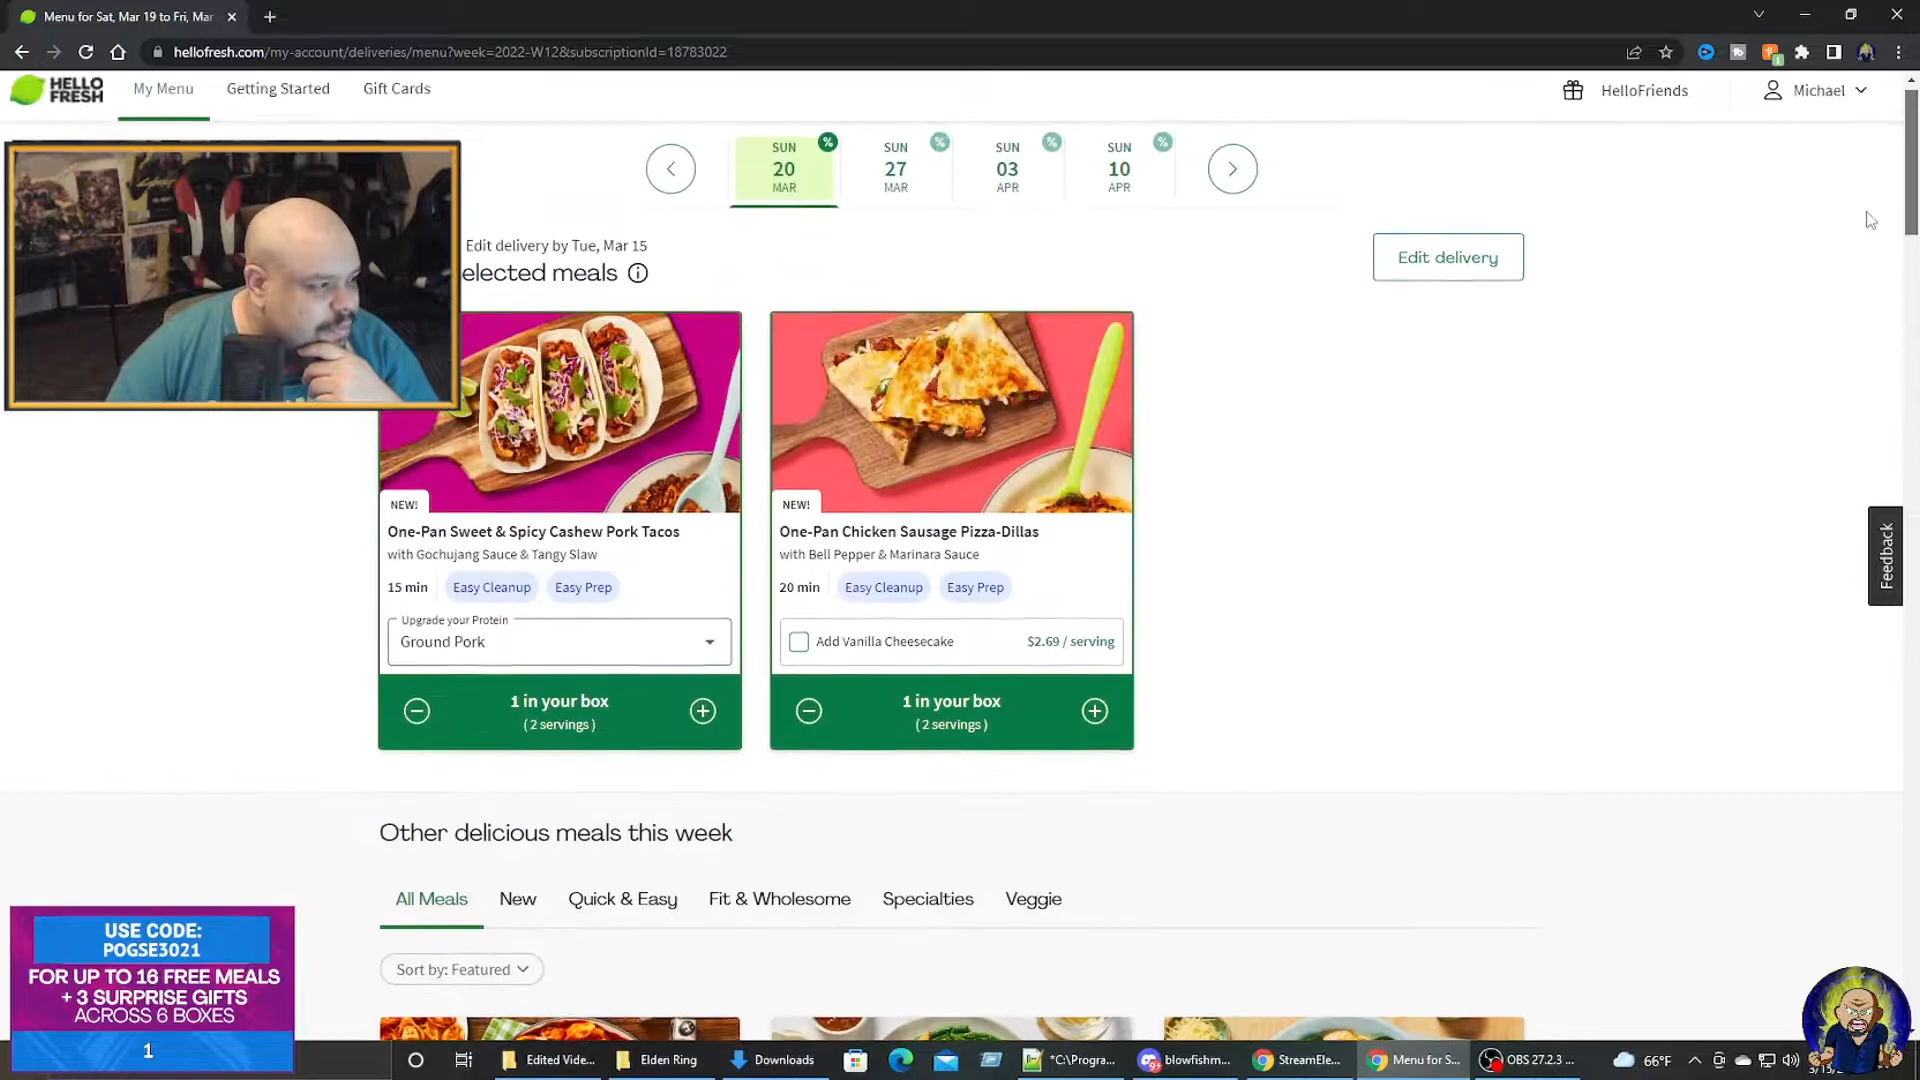 Menu for Sat, Mar 19 to Fri, Mar
hellofresh.com/my-account/deliveries/menu?week=2022-W12&subscriptionId=18783022
HELLO FRESH
My Menu
Getting Started
Gift Cards
HelloFriends
Michael
SUN 20 MAR
%
SUN 27 MAR
%
SUN 03 APR
%
SUN 10 APR
%
Edit delivery by Tue, Mar 15
elected meals
Edit delivery
NEW!
One-Pan Sweet & Spicy Cashew Pork Tacos
with Gochujang Sauce & Tangy Slaw
15 min Easy Cleanup Easy Prep
Upgrade your Protein
Ground Pork
1 in your box
( 2 servings )
NEW!
One-Pan Chicken Sausage Pizza-Dillas
with Bell Pepper & Marinara Sauce
20 min Easy Cleanup Easy Prep
Add Vanilla Cheesecake $2.69 / serving
1 in your box
( 2 servings )
Feedback
Other delicious meals this week
All Meals New Quick & Easy Fit & Wholesome Specialties Veggie
Sort by: Featured
USE CODE:
POGSE3021
FOR UP TO 16 FREE MEALS
+ 3 SURPRISE GIFTS
ACROSS 6 BOXES
1
Edited Vide...
Elden Ring
Downloads
*C:\Progra...
9+
blowfishm...
StreamEle...
Menu for S...
OBS 27.2.3 ...
66°F